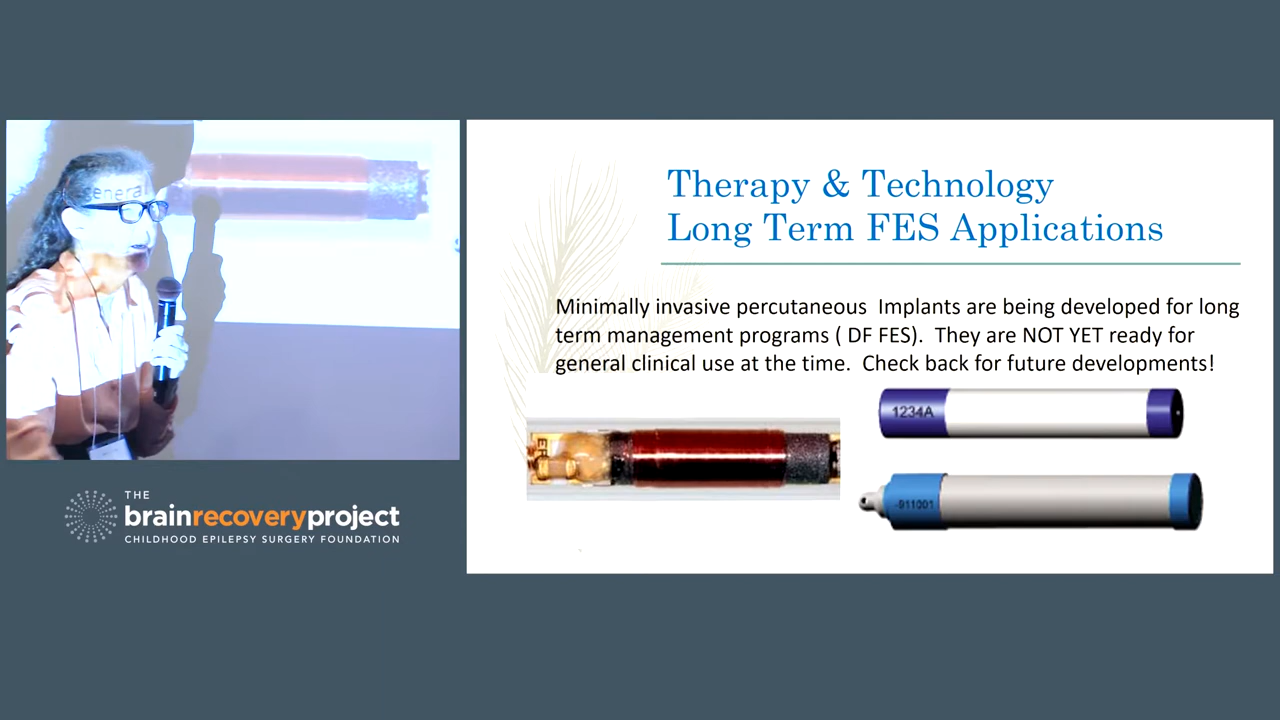 general
THE
brainrecoveryproject
CHILDHOOD EPILEPSY SURGERY FOUNDATION
Therapy & Technology
Long Term FES Applications
Minimally invasive percutaneous  Implants are being developed for long
term management programs ( DF FES).  They are NOT YET ready for
general clinical use at the time.  Check back for future developments!
1234A
-911001